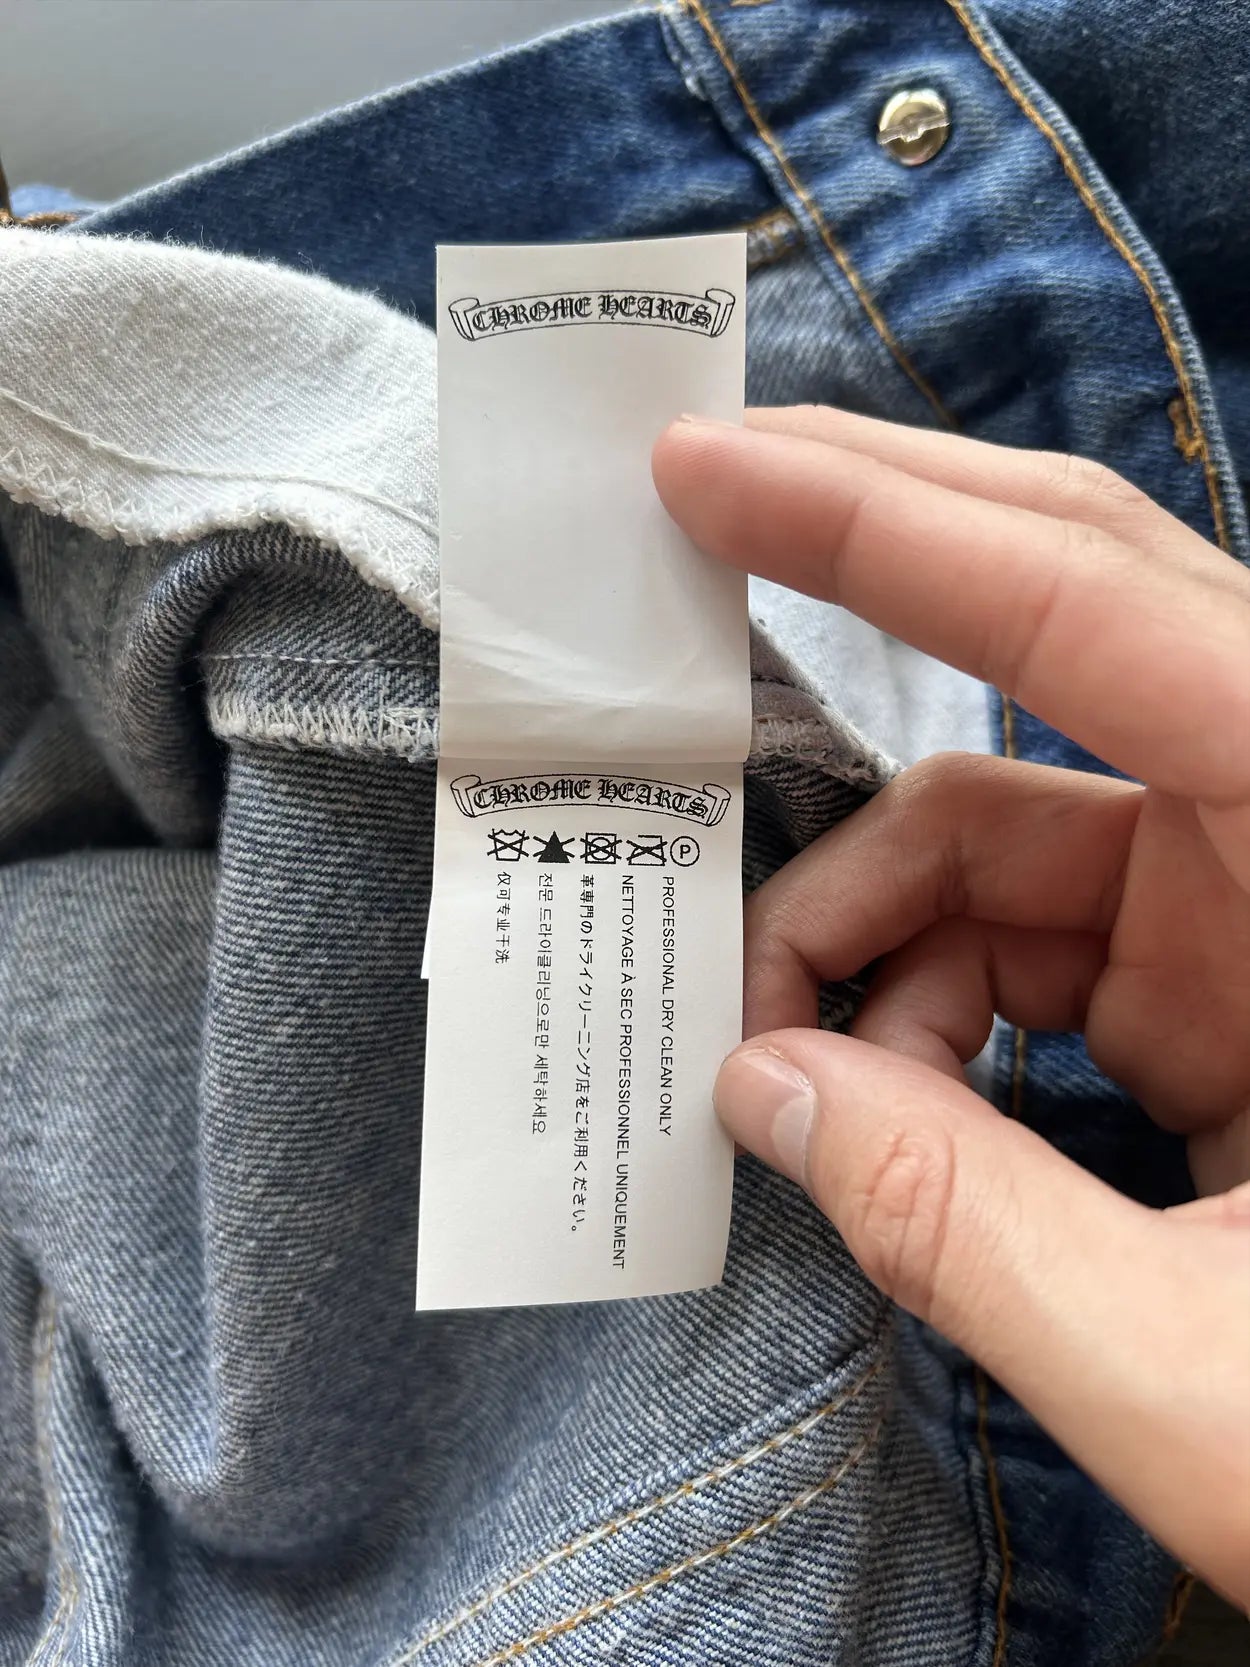 CHROME HEARTS
CHROME HEARTS
P
PROFESSIONAL DRY CLEAN ONLY
NETTOYAGE À SEC PROFESSIONNEL UNIQUEMENT
革専門のドライクリーニング店をご利用ください。
전문 드라이클리닝으로만 세탁하세요
仅可专业干洗